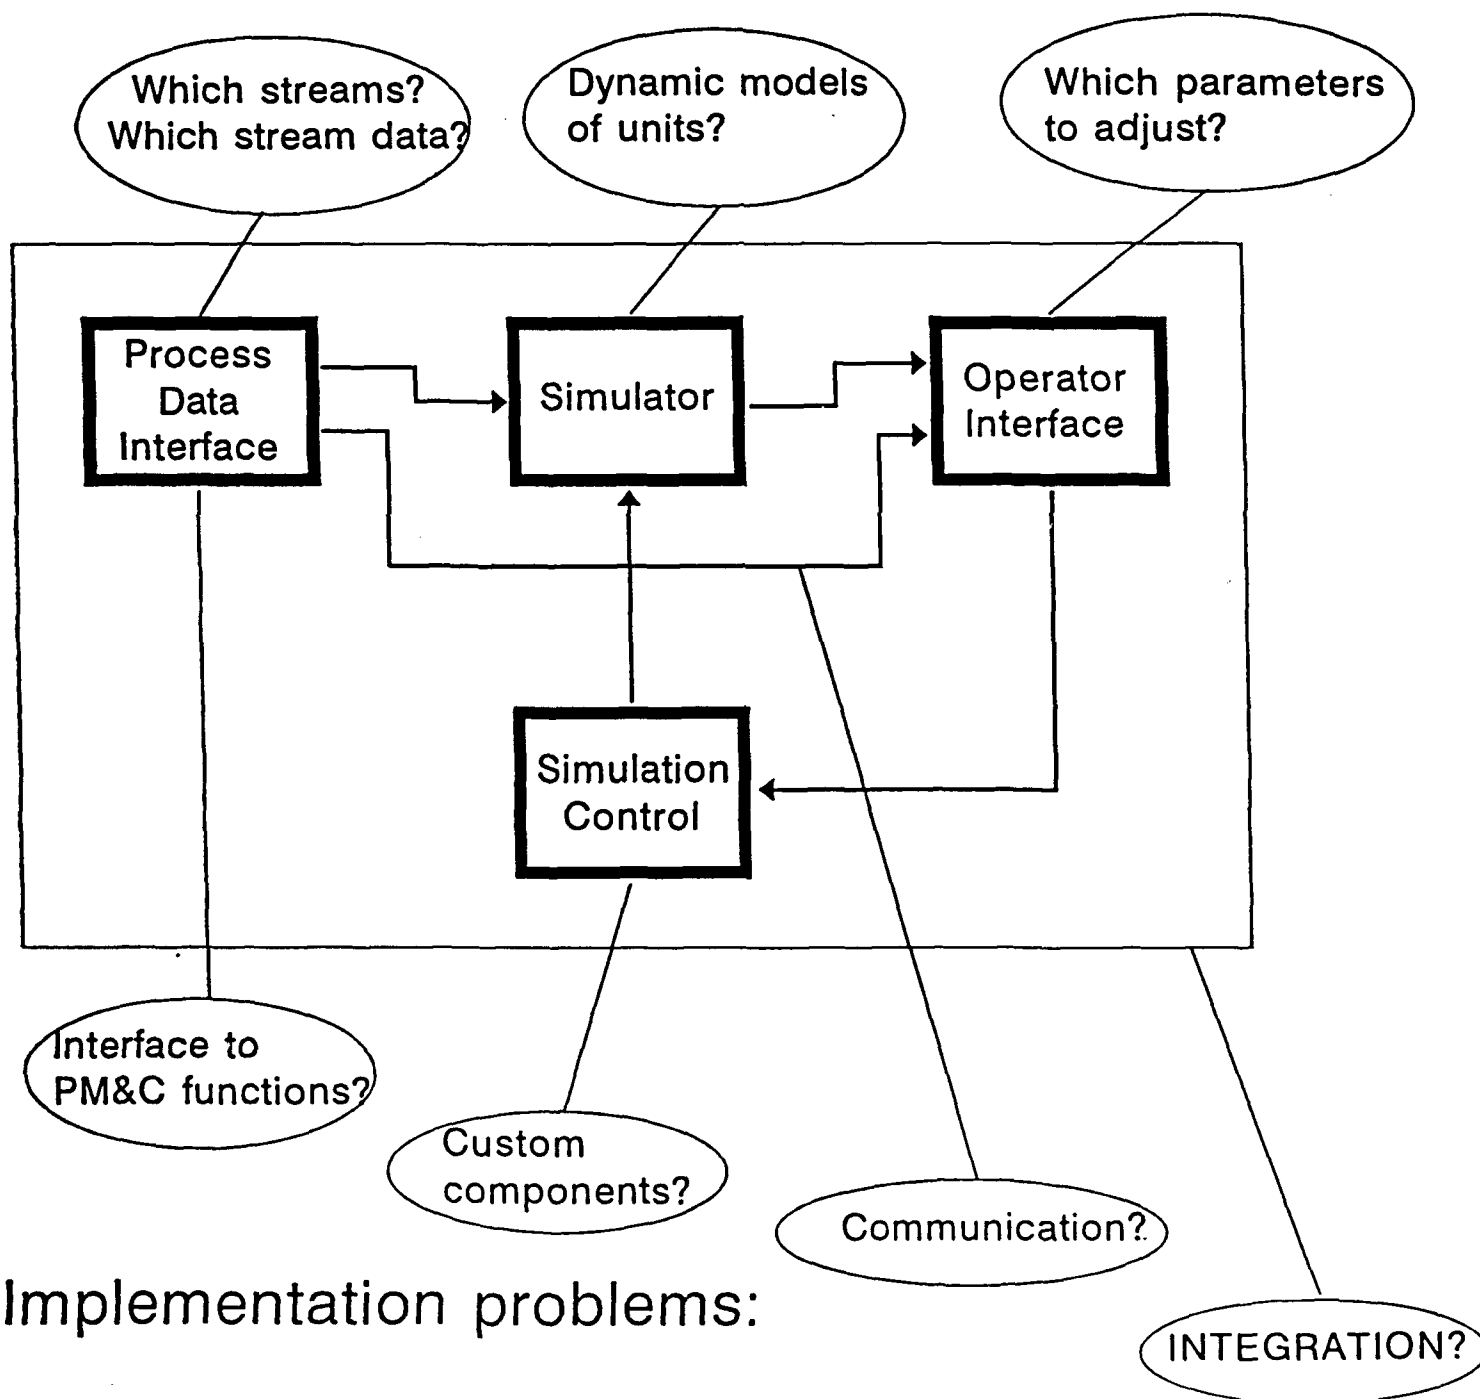 Which streams?
Which stream data?
Dynamic models
of units?
Which parameters
to adjust?
Process
Data
Interface
Simulator
Operator
Interface
Simulation
Control
Interface to
PM&C functions?
Custom
components?
Communication?
INTEGRATION?
Implementation problems: